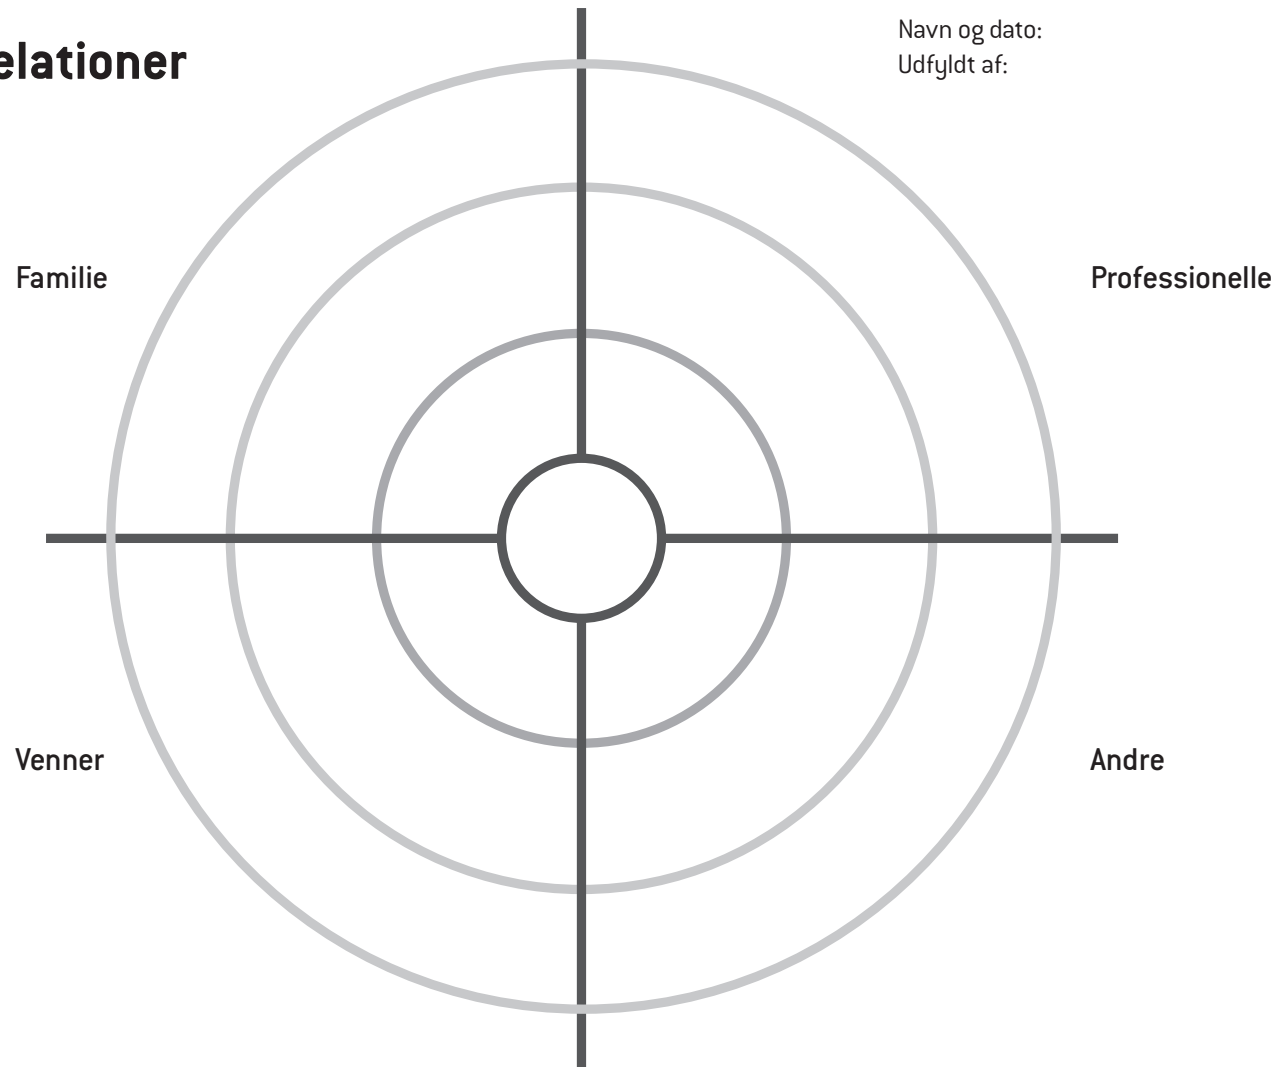 elationer
Navn og dato:
Udfyldt af:
Familie
Professionelle
Venner
Andre